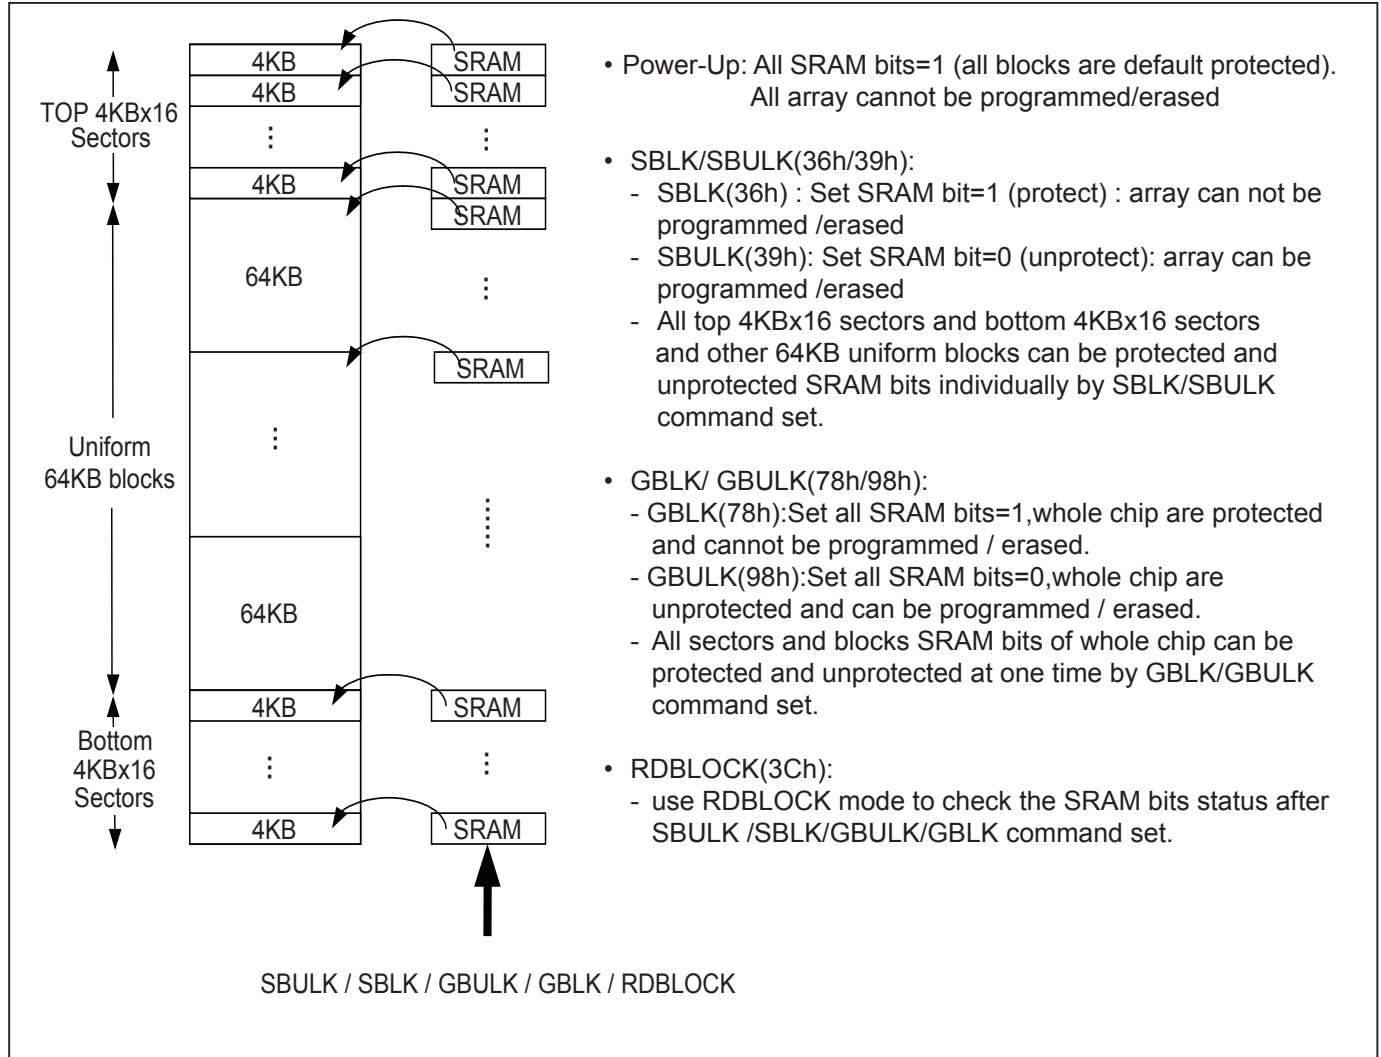 4KB
SRAM
4KB
SRAM
TOP 4KBx16
Sectors
4KB
SRAM
SRAM
64KB
SRAM
Uniform
64KB blocks
64KB
4KB
SRAM
Bottom
4KBx16
Sectors
4KB
SRAM
SBULK / SBLK / GBULK / GBLK / RDBLOCK
• Power-Up: All SRAM bits=1 (all blocks are default protected).
All array cannot be programmed/erased
• SBLK/SBULK(36h/39h):
- SBLK(36h) : Set SRAM bit=1 (protect) : array can not be
programmed /erased
- SBULK(39h): Set SRAM bit=0 (unprotect): array can be
programmed /erased
- All top 4KBx16 sectors and bottom 4KBx16 sectors
and other 64KB uniform blocks can be protected and
unprotected SRAM bits individually by SBLK/SBULK
command set.
• GBLK/ GBULK(78h/98h):
- GBLK(78h):Set all SRAM bits=1,whole chip are protected
and cannot be programmed / erased.
- GBULK(98h):Set all SRAM bits=0,whole chip are
unprotected and can be programmed / erased.
- All sectors and blocks SRAM bits of whole chip can be
protected and unprotected at one time by GBLK/GBULK
command set.
• RDBLOCK(3Ch):
- use RDBLOCK mode to check the SRAM bits status after
SBULK /SBLK/GBULK/GBLK command set.